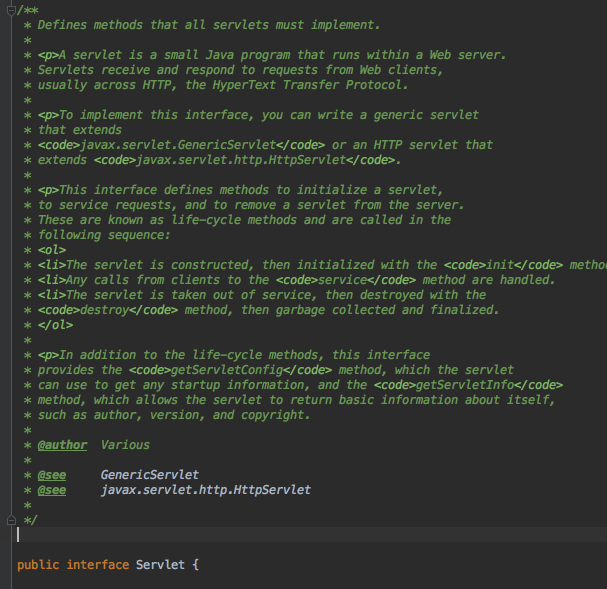 /**
* Defines methods that all servlets must implement.
*
* <p>A servlet is a small Java program that runs within a Web server.
* Servlets receive and respond to requests from Web clients,
* usually across HTTP, the HyperText Transfer Protocol.
*
* <p>To implement this interface, you can write a generic servlet
* that extends
* <code>javax.servlet.GenericServlet</code> or an HTTP servlet that
* extends <code>javax.servlet.http.HttpServlet</code>.
*
* <p>This interface defines methods to initialize a servlet,
* to service requests, and to remove a servlet from the server.
* These are known as life-cycle methods and are called in the
* following sequence:
* <ol>
* <li>The servlet is constructed, then initialized with the <code>init</code> method
* <li>Any calls from clients to the <code>service</code> method are handled.
* <li>The servlet is taken out of service, then destroyed with the
* <code>destroy</code> method, then garbage collected and finalized.
* </ol>
*
* <p>In addition to the life-cycle methods, this interface
* provides the <code>getServletConfig</code> method, which the servlet
* can use to get any startup information, and the <code>getServletInfo</code>
* method, which allows the servlet to return basic information about itself,
* such as author, version, and copyright.
*
* @author  Various
*
* @see     GenericServlet
* @see     javax.servlet.http.HttpServlet
*
*/
public interface Servlet {